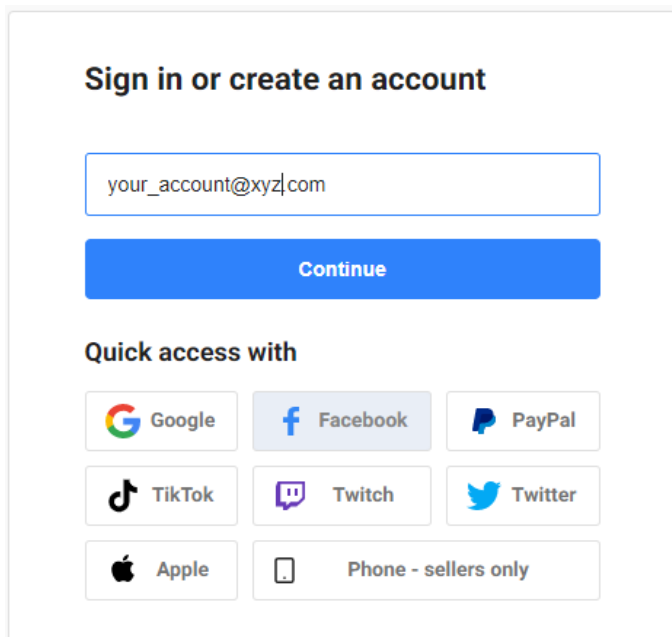 Sign in or create an account
your_account@xyz.com
Continue
Quick access with
Google Facebook PayPal
TikTok Twitch Twitter
Apple Phone - sellers only